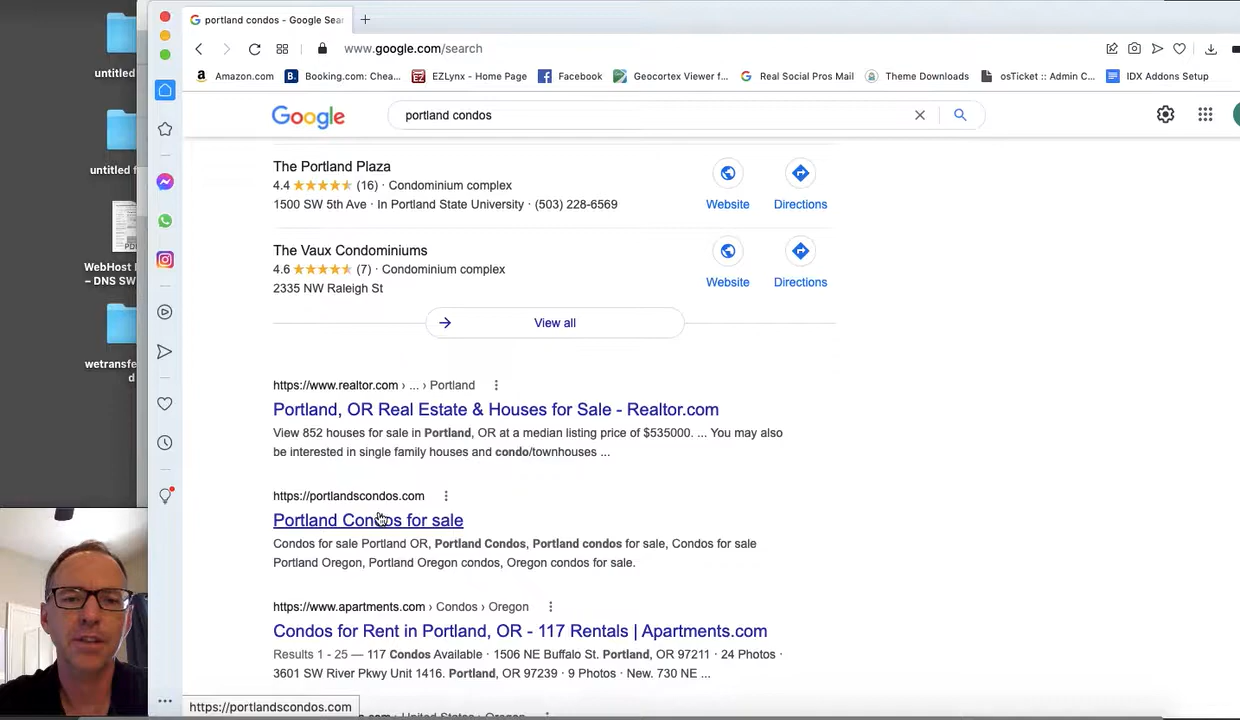 portland condos - Google Sear
www.google.com/search
Amazon.com
Booking.com: Chea...
EZLynx - Home Page
Facebook
Geocortex Viewer f...
Real Social Pros Mail
Theme Downloads
osTicket :: Admin C...
IDX Addons Setup
Google
portland condos
untitled
untitled f
PDF
WebHost
– DNS SW
wetransfe
d
The Portland Plaza
4.4 (16) · Condominium complex
1500 SW 5th Ave · In Portland State University · (503) 228-6569
Website
Directions
The Vaux Condominiums
4.6 (7) · Condominium complex
2335 NW Raleigh St
Website
Directions
View all
https://www.realtor.com › ... › Portland
Portland, OR Real Estate & Houses for Sale - Realtor.com
View 852 houses for sale in Portland, OR at a median listing price of $535000. ... You may also
be interested in single family houses and condo/townhouses ...
https://portlandscondos.com
Portland Condos for sale
Condos for sale Portland OR, Portland Condos, Portland condos for sale, Condos for sale
Portland Oregon, Portland Oregon condos, Oregon condos for sale.
https://www.apartments.com › Condos › Oregon
Condos for Rent in Portland, OR - 117 Rentals | Apartments.com
Results 1 - 25 — 117 Condos Available · 1506 NE Buffalo St. Portland, OR 97211 · 24 Photos ·
3601 SW River Pkwy Unit 1416. Portland, OR 97239 · 9 Photos · New. 730 NE ...
https://portlandscondos.com
.com › United States › Oregon